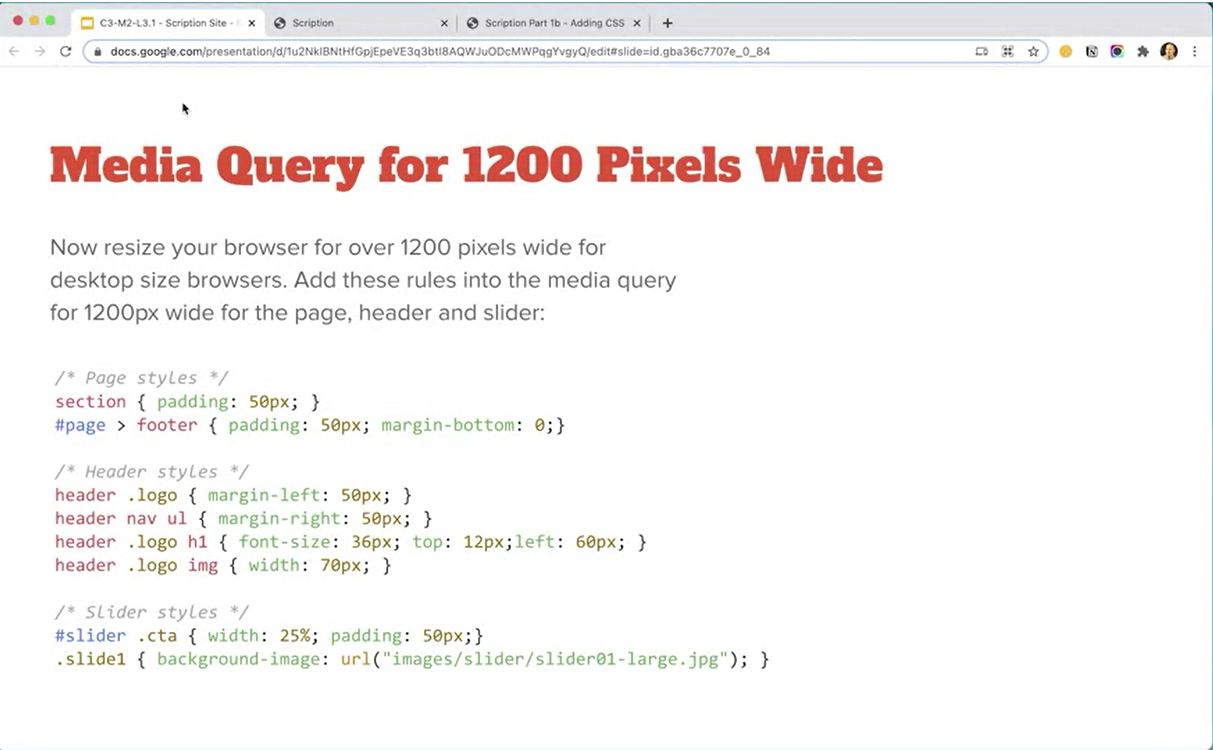 C3-M2-L3.1 - Scription Site -
Scription
Scription Part 1b - Adding CSS
docs.google.com/presentation/d/1u2NklBNtHfGpjEpeVE3q3btl8AQWJuODcMWPqgYvgyQ/edit#slide=id.gba36c7707e_0_84
Media Query for 1200 Pixels Wide
Now resize your browser for over 1200 pixels wide for
desktop size browsers. Add these rules into the media query
for 1200px wide for the page, header and slider:
/* Page styles */
section { padding: 50px; }
#page > footer { padding: 50px; margin-bottom: 0;}
/* Header styles */
header .logo { margin-left: 50px; }
header nav ul { margin-right: 50px; }
header .logo h1 { font-size: 36px; top: 12px;left: 60px; }
header .logo img { width: 70px; }
/* Slider styles */
#slider .cta { width: 25%; padding: 50px;}
.slide1 { background-image: url("images/slider/slider01-large.jpg"); }